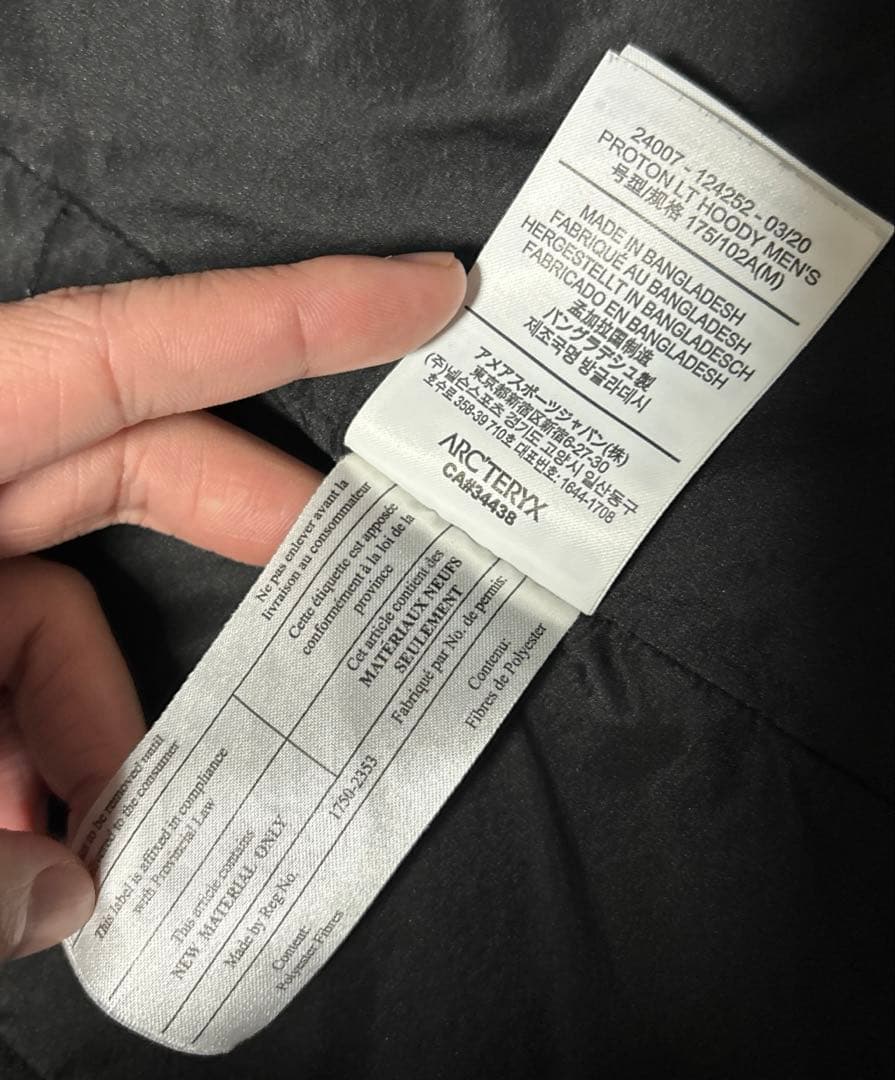 24007 - 124252 - 03/20
PROTON LT HOODY MEN'S
号型/规格 175/102A(M)
MADE IN BANGLADESH
FABRIQUÉ AU BANGLADESH
HERGESTELLT IN BANGLADESCH
FABRICADO EN BANGLADESH
孟加拉国制造
バングラデシュ製
제조국명 방글라데시
アメアスポーツジャパン(株)
東京都新宿区新宿6-27-30
(주)넬슨스포츠 경기도 고양시 일산동구
호수로 358-39 710호 대표번호: 1644-1708
ARC'TERYX
CA#34438
Ne pas enlever avant la
livraison au consommateur
Cette étiquette est apposée
conformément à la loi de la
province
Cet article contient des
MATÉRIAUX NEUFS
SEULEMENT
Fabriqué par No. de permis:
Contenu:
Fibres de Polyester
to be removed until
to the consumer
This label is affixed in compliance
with Provincial Law
This article contains
NEW MATERIAL ONLY
Made by Reg No.
1750-2353
Content:
Polyester Fibres